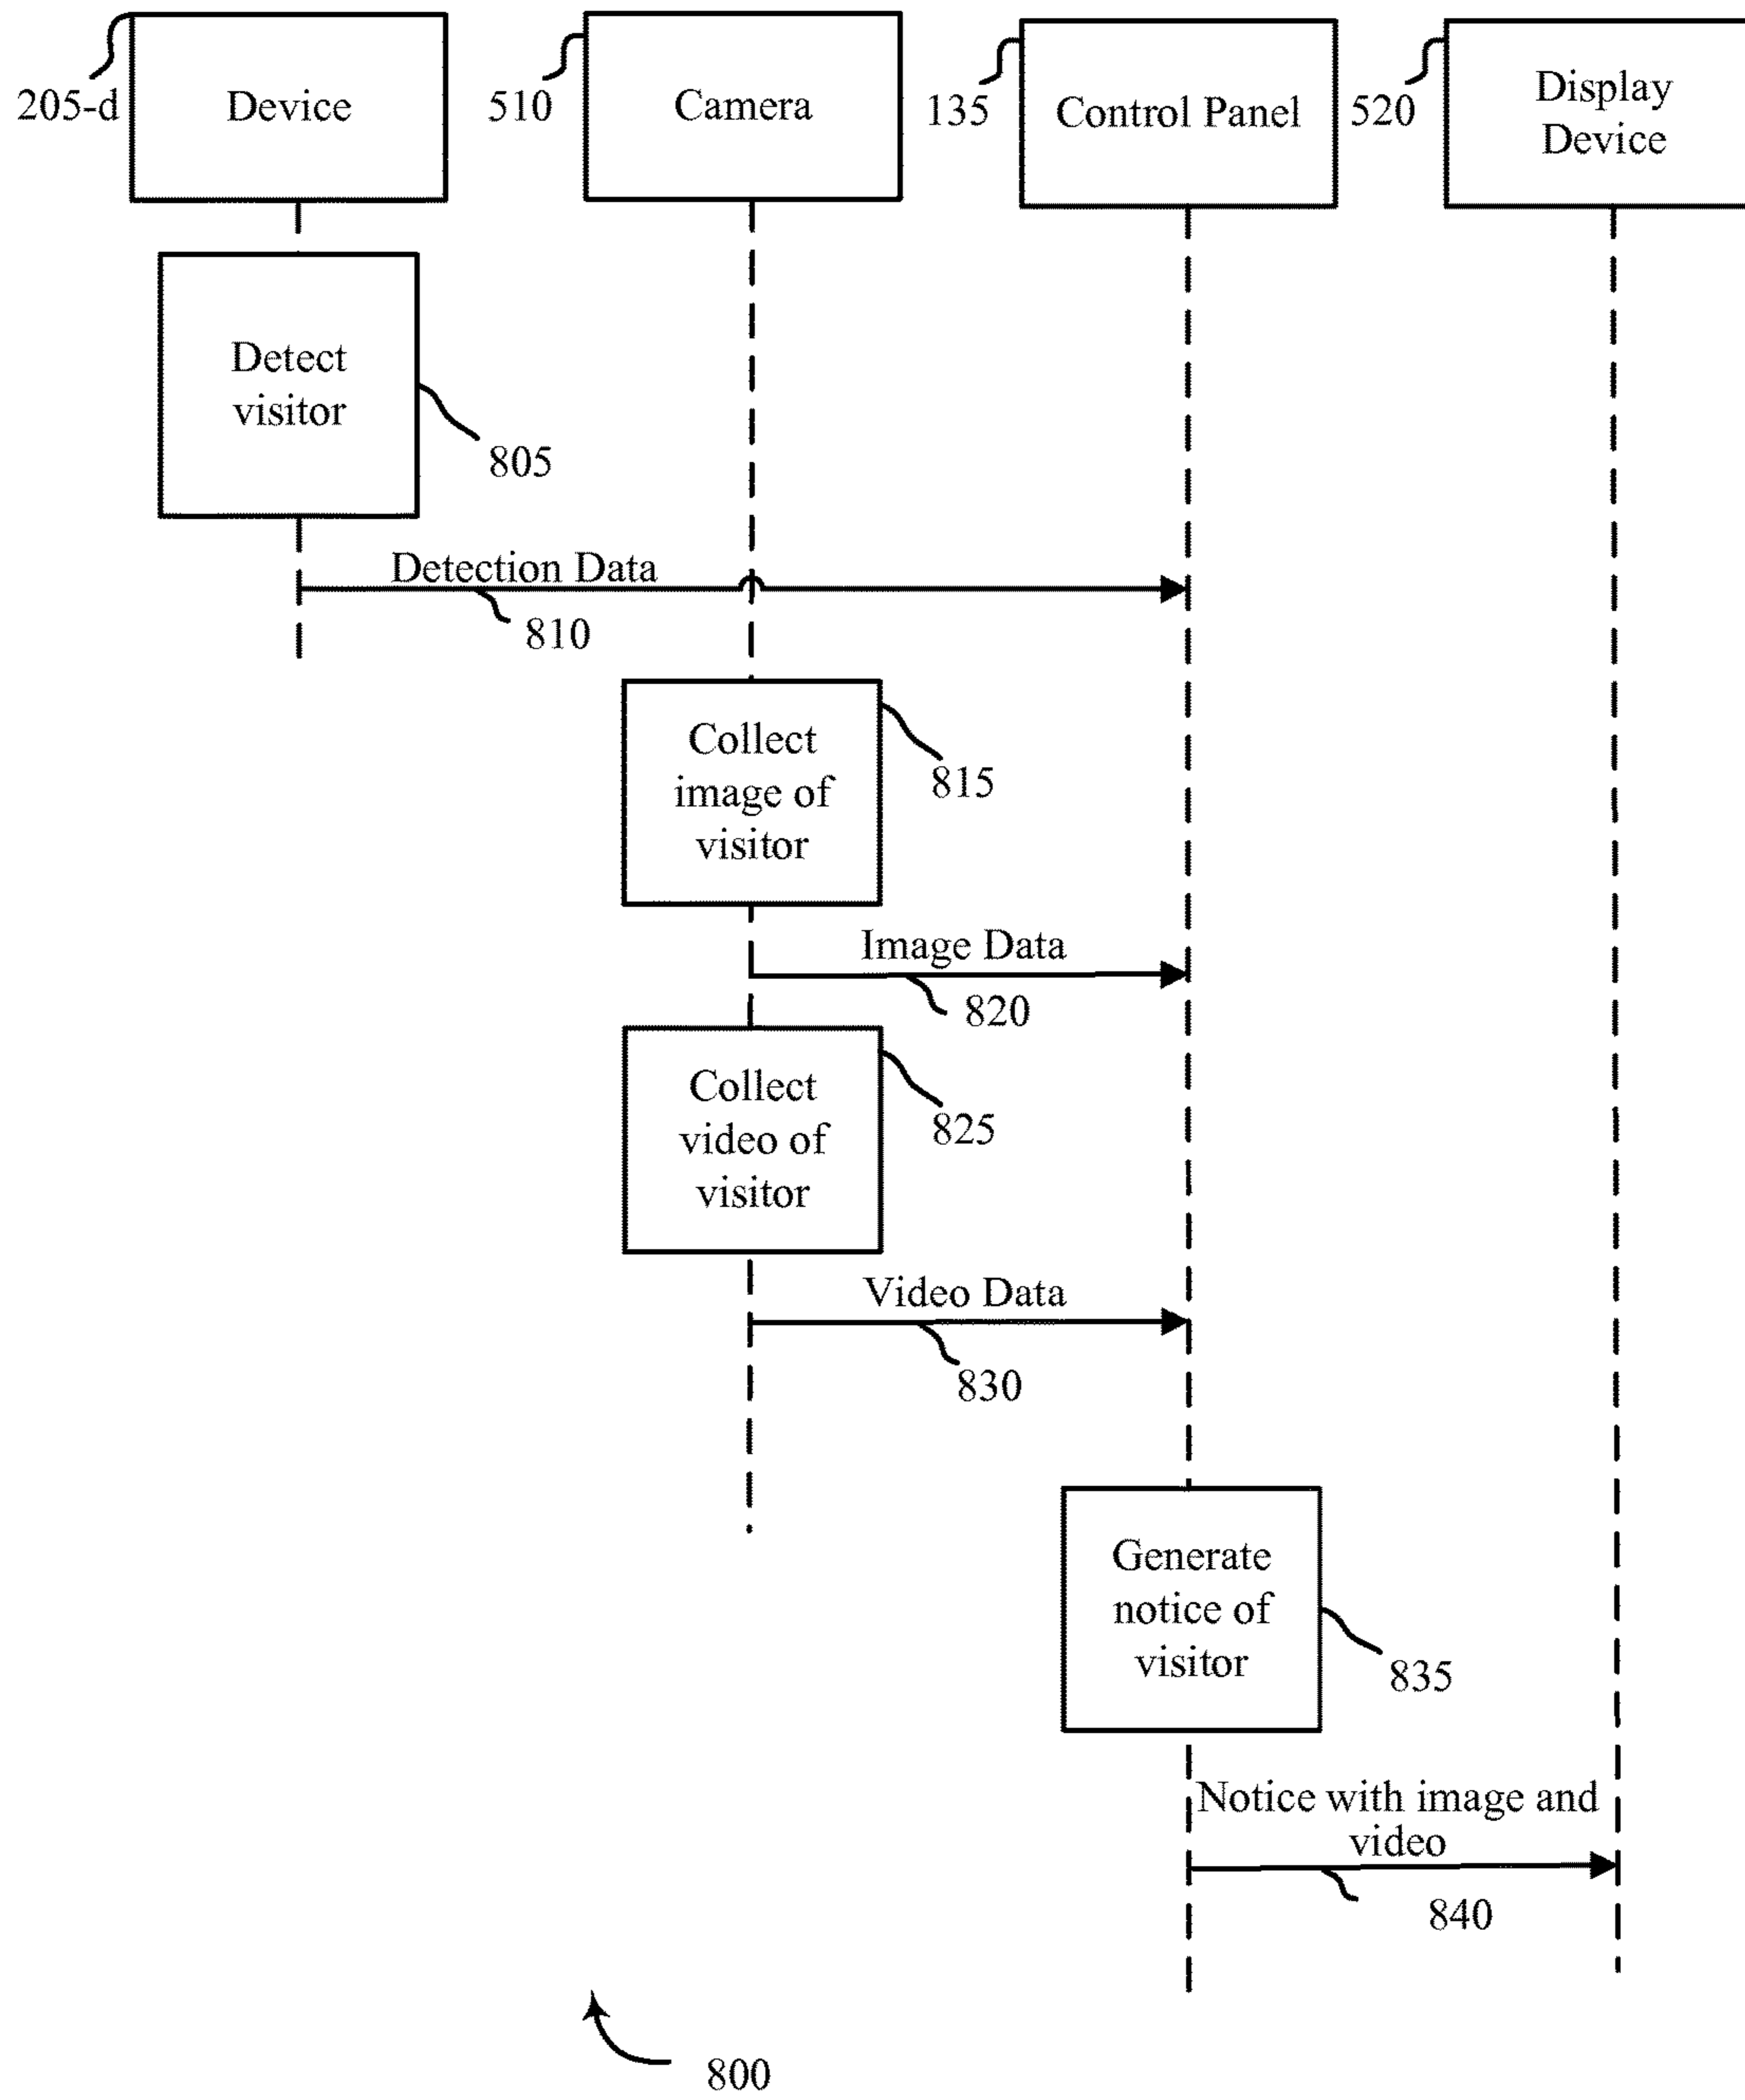 205-d
Device
510
Camera
135
Control Panel
520
Display
Device
Detect
visitor
805
Detection Data
810
Collect
image of
visitor
815
Image Data
820
Collect
video of
visitor
825
Video Data
830
Generate
notice of
visitor
835
Notice with image and
video
840
800